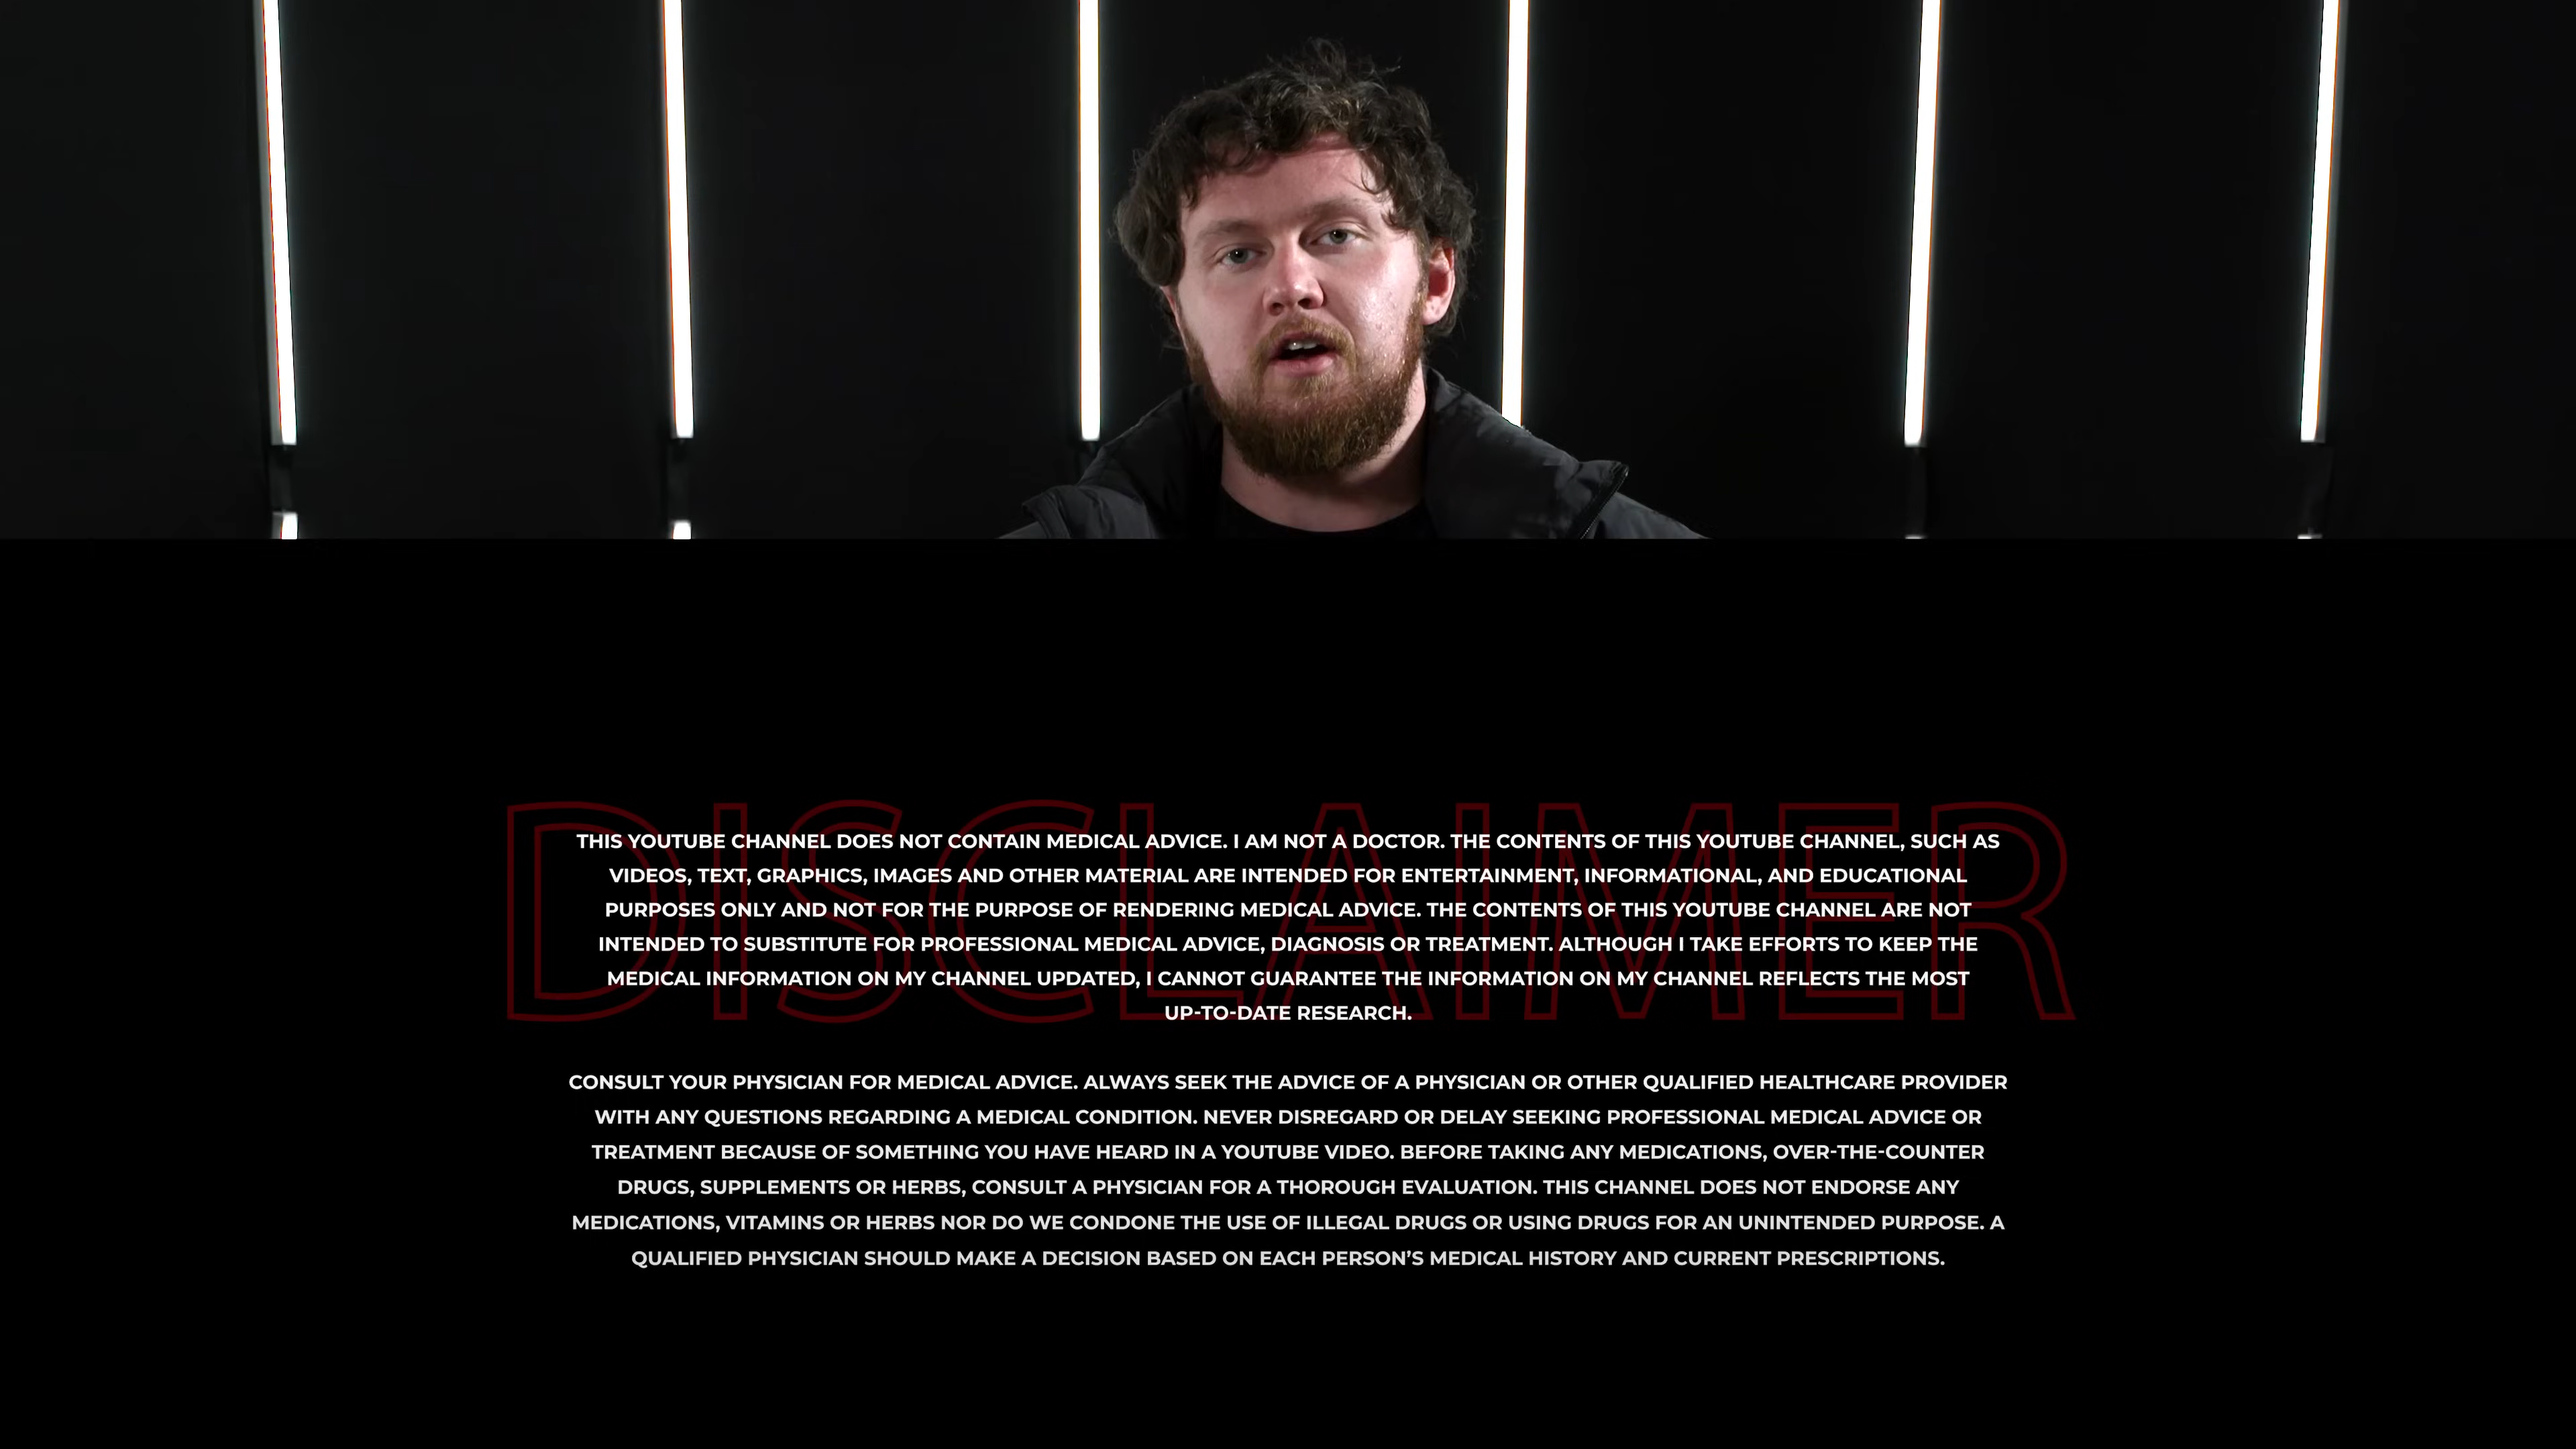 DISCLAIMER
THIS YOUTUBE CHANNEL DOES NOT CONTAIN MEDICAL ADVICE. I AM NOT A DOCTOR. THE CONTENTS OF THIS YOUTUBE CHANNEL, SUCH AS
VIDEOS, TEXT, GRAPHICS, IMAGES AND OTHER MATERIAL ARE INTENDED FOR ENTERTAINMENT, INFORMATIONAL, AND EDUCATIONAL
PURPOSES ONLY AND NOT FOR THE PURPOSE OF RENDERING MEDICAL ADVICE. THE CONTENTS OF THIS YOUTUBE CHANNEL ARE NOT
INTENDED TO SUBSTITUTE FOR PROFESSIONAL MEDICAL ADVICE, DIAGNOSIS OR TREATMENT. ALTHOUGH I TAKE EFFORTS TO KEEP THE
MEDICAL INFORMATION ON MY CHANNEL UPDATED, I CANNOT GUARANTEE THE INFORMATION ON MY CHANNEL REFLECTS THE MOST
UP-TO-DATE RESEARCH.
CONSULT YOUR PHYSICIAN FOR MEDICAL ADVICE. ALWAYS SEEK THE ADVICE OF A PHYSICIAN OR OTHER QUALIFIED HEALTHCARE PROVIDER
WITH ANY QUESTIONS REGARDING A MEDICAL CONDITION. NEVER DISREGARD OR DELAY SEEKING PROFESSIONAL MEDICAL ADVICE OR
TREATMENT BECAUSE OF SOMETHING YOU HAVE HEARD IN A YOUTUBE VIDEO. BEFORE TAKING ANY MEDICATIONS, OVER-THE-COUNTER
DRUGS, SUPPLEMENTS OR HERBS, CONSULT A PHYSICIAN FOR A THOROUGH EVALUATION. THIS CHANNEL DOES NOT ENDORSE ANY
MEDICATIONS, VITAMINS OR HERBS NOR DO WE CONDONE THE USE OF ILLEGAL DRUGS OR USING DRUGS FOR AN UNINTENDED PURPOSE. A
QUALIFIED PHYSICIAN SHOULD MAKE A DECISION BASED ON EACH PERSON’S MEDICAL HISTORY AND CURRENT PRESCRIPTIONS.